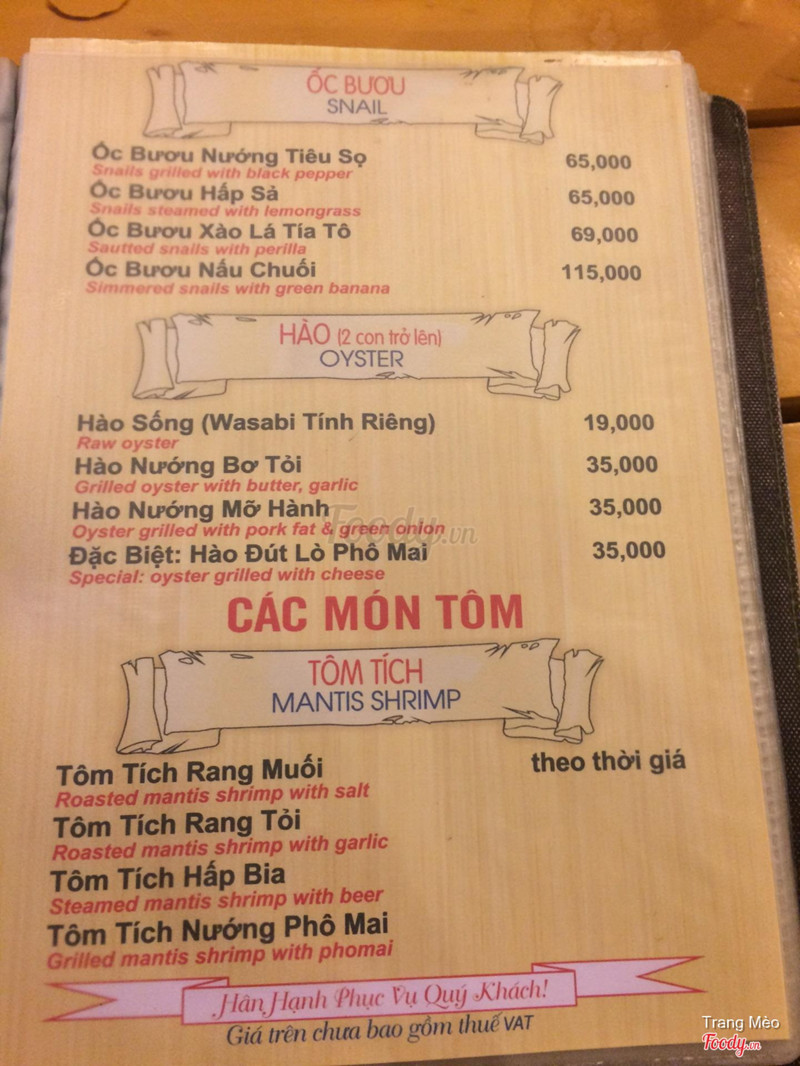 ỐC BƯƠU
SNAIL
Ốc Bươu Nướng Tiêu Sọ 65,000
Snails grilled with black pepper
Ốc Bươu Hấp Sả 65,000
Snails steamed with lemongrass
Ốc Bươu Xào Lá Tía Tô 69,000
Sautted snails with perilla
Ốc Bươu Nấu Chuối 115,000
Simmered snails with green banana
HÀO (2 con trở lên)
OYSTER
Hào Sống (Wasabi Tính Riêng) 19,000
Raw oyster
Hào Nướng Bơ Tỏi 35,000
Grilled oyster with butter, garlic
Hào Nướng Mỡ Hành 35,000
Oyster grilled with pork fat & green onion
Foody.vn
Đặc Biệt: Hào Đút Lò Phô Mai 35,000
Special: oyster grilled with cheese
CÁC MÓN TÔM
TÔM TÍCH
MANTIS SHRIMP
Tôm Tích Rang Muối theo thời giá
Roasted mantis shrimp with salt
Tôm Tích Rang Tỏi
Roasted mantis shrimp with garlic
Tôm Tích Hấp Bia
Steamed mantis shrimp with beer
Tôm Tích Nướng Phô Mai
Grilled mantis shrimp with phomai
Hân Hạnh Phục Vụ Quý Khách!
Giá trên chưa bao gồm thuế VAT
Trang Mèo
Foody.vn